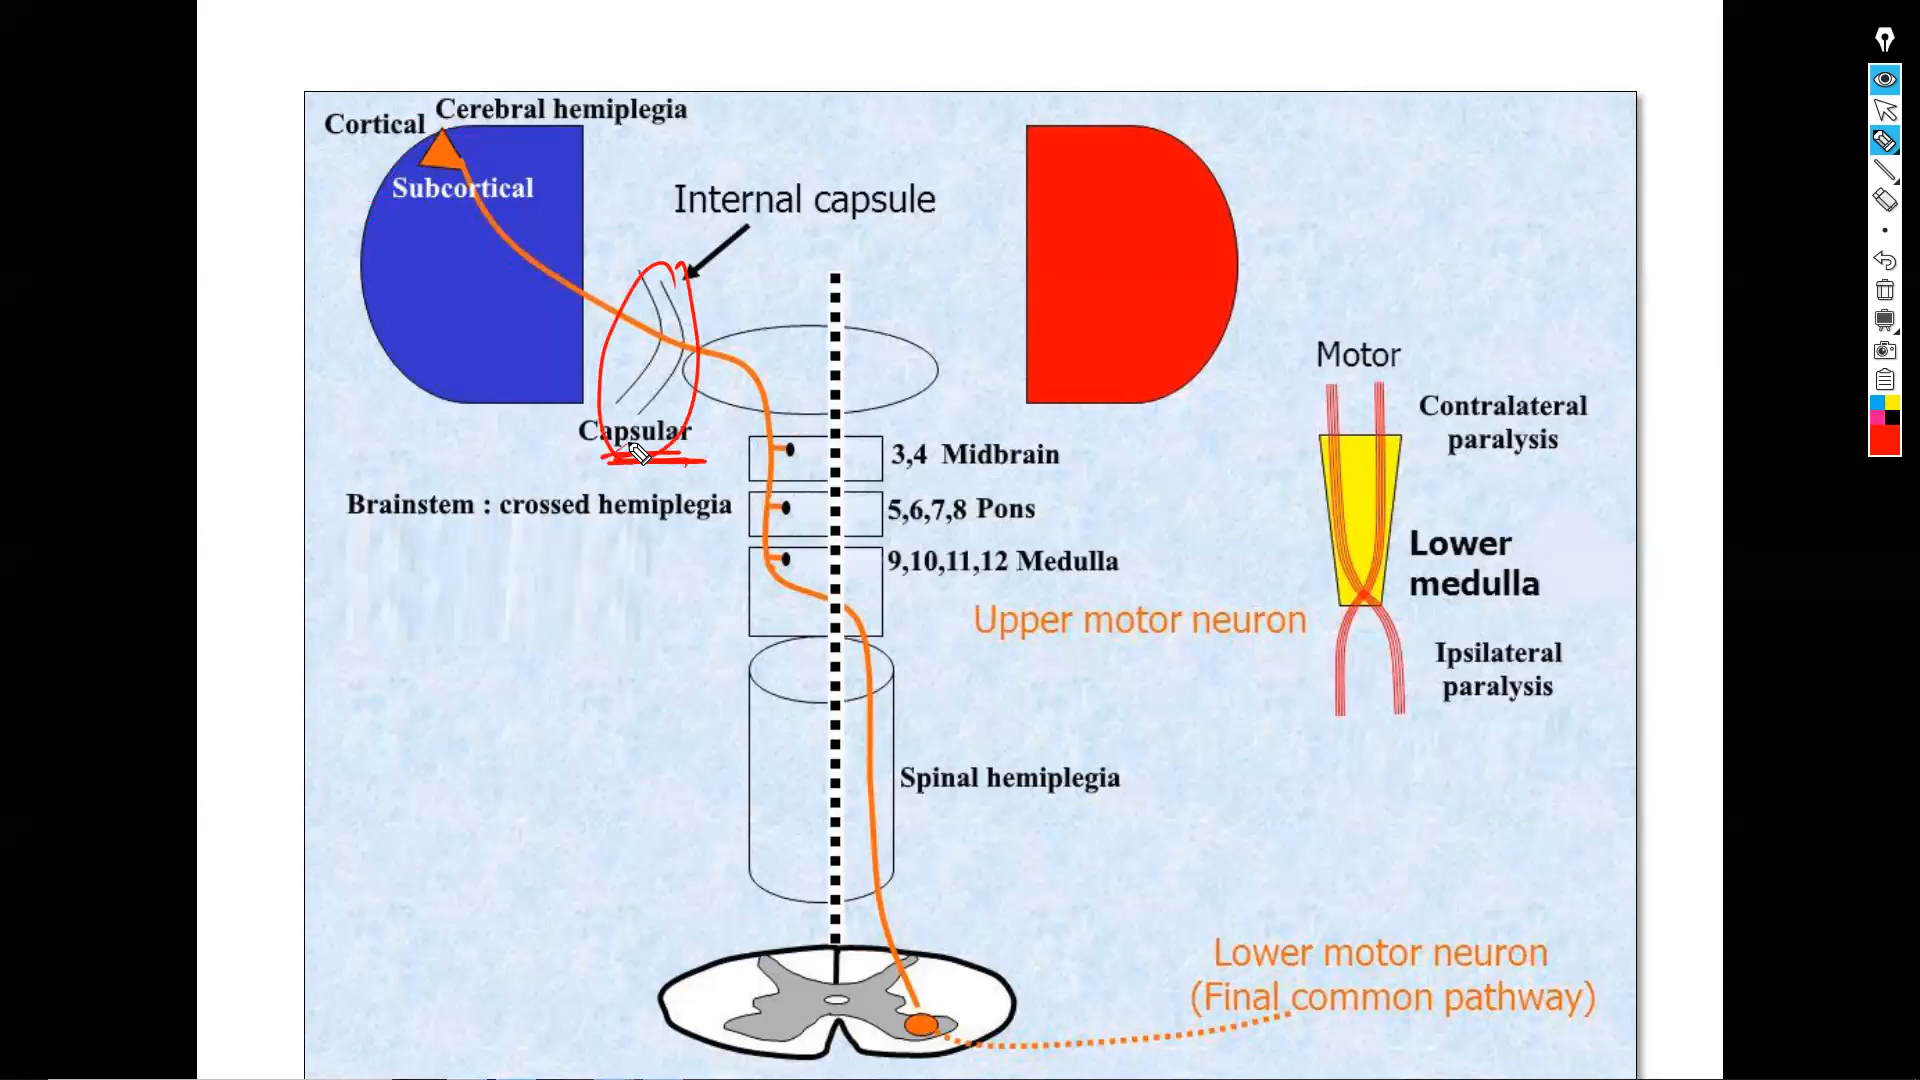 Cerebral hemiplegia
Cortical
Subcortical
Internal capsule
Capsular
Brainstem : crossed hemiplegia
3,4 Midbrain
5,6,7,8 Pons
9,10,11,12 Medulla
Upper motor neuron
Spinal hemiplegia
Motor
Contralateral
paralysis
Lower
medulla
Ipsilateral
paralysis
Lower motor neuron
(Final common pathway)